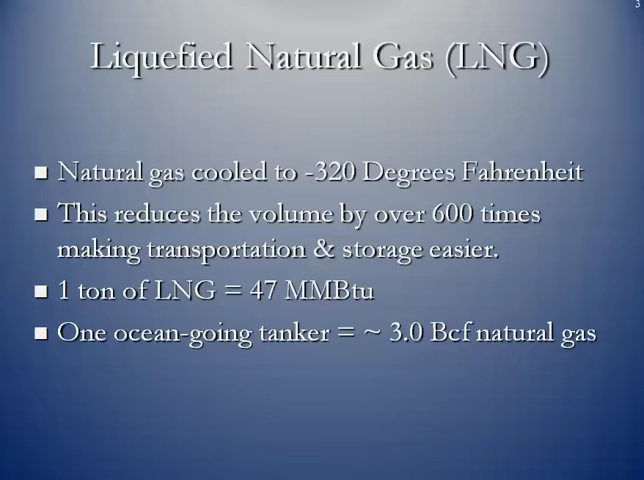 3
Liquefied Natural Gas (LNG)
■ Natural gas cooled to -320 Degrees Fahrenheit
■ This reduces the volume by over 600 times
making transportation & storage easier.
■ 1 ton of LNG = 47 MMBtu
■ One ocean-going tanker = ~ 3.0 Bcf natural gas